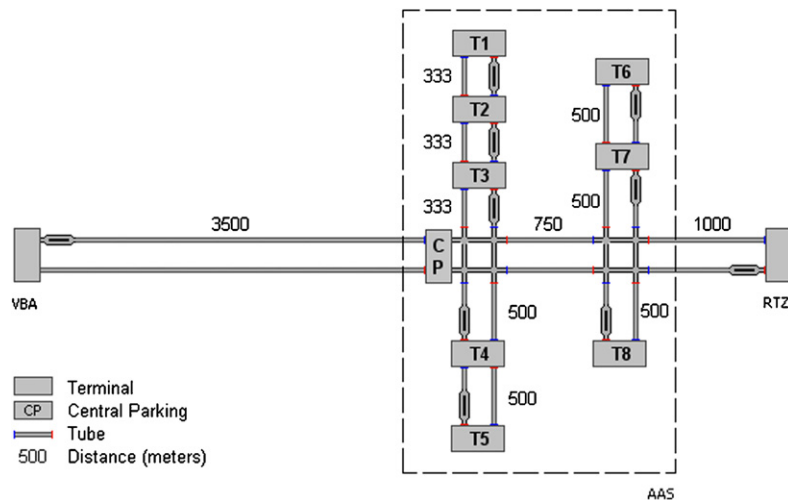 T1
333
T6
T2
500
333
T7
T3
333
500
3500
750
1000
C
P
VBA
RTZ
500
500
T4
T8
500
T5
Terminal
CP Central Parking
Tube
500 Distance (meters)
AAS